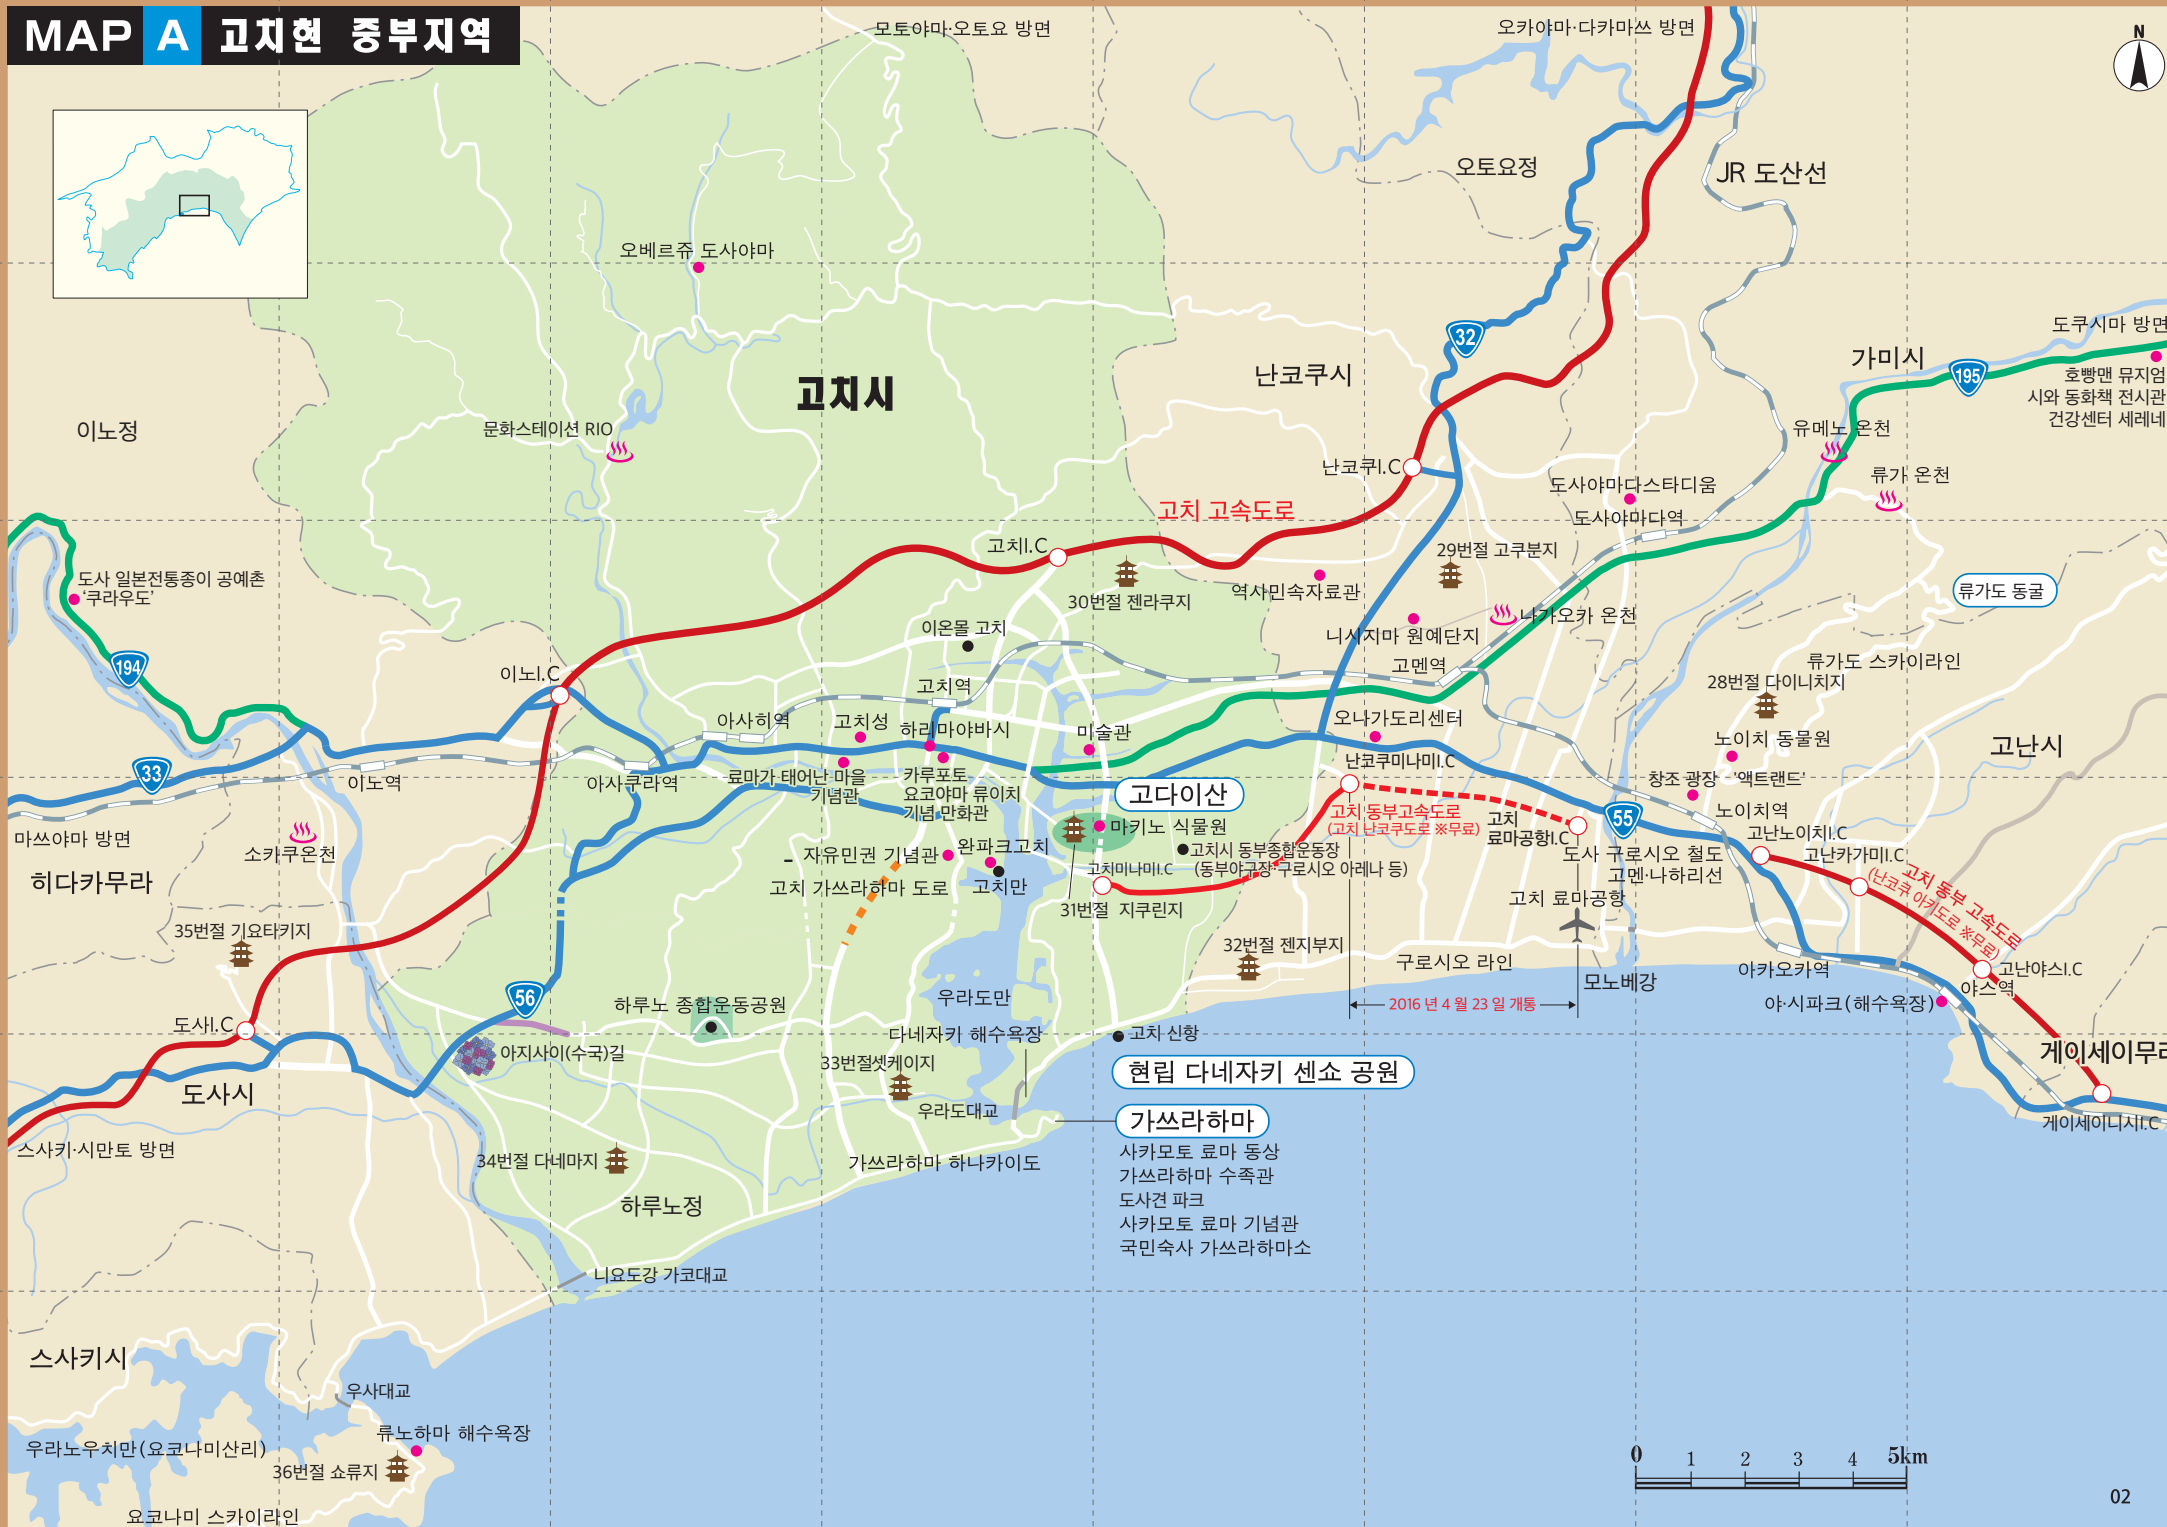 MAP A 고치현 중부지역
모토야마·오토요 방면
오카야마·다카마쓰 방면
N
오토요정
JR 도산선
오베르쥬 도사야마
도쿠시마 방면
32
가미시
195
난코쿠시
고치시
호빵맨 뮤지엄
시와 동화책 전시관
건강센터 세레네
이노정
문화스테이션 RIO
유메노 온천
난코쿠I.C
류가 온천
도사야마다스타디움
고치 고속도로
도사야마다역
고치I.C
29번절 고쿠분지
도사 일본전통종이 공예촌
‘쿠라우도’
30번절 젠라쿠지
역사민속자료관
류가도 동굴
나가오카 온천
이온몰 고치
니시지마 원예단지
194
고멘역
류가도 스카이라인
이노I.C
고치역
28번절 다이니치지
아사히역
고치성
하리마야바시
미술관
오나가도리센터
노이치 동물원
고난시
33
이노역
아사쿠라역
료마가 태어난 마을
기념관
카루포토
요코야마 류이치
기념 만화관
난코쿠미나미I.C
창조 광장 ‘액트랜드’
고다이산
고치 동부고속도로
(고치 난코쿠도로 ※무료)
고치
료마공항I.C
55
노이치역
마쓰야마 방면
마키노 식물원
고난노이치I.C
소카쿠온천
자유민권 기념관
완파크고치
고치시 동부종합운동장
(동부야구장·구로시오 아레나 등)
도사 구로시오 철도
고멘·나하리선
고난카가미I.C
히다카무라
고치 가쓰라하마 도로
고치만
고치미나미I.C
고치 동부 고속도로
(난코쿠 아키도로 ※무료)
31번절 지쿠린지
고치 료마공항
35번절 기요타키지
32번절 젠지부지
구로시오 라인
아카오카역
고난야스I.C
야스역
56
우라도만
모노베강
하루노 종합운동공원
2016 년 4 월 23 일 개통
야·시파크(해수욕장)
도사I.C
다네자키 해수욕장
고치 신항
아지사이(수국)길
33번절셋케이지
현립 다네자키 센쇼 공원
게이세이무라
도사시
우라도대교
가쓰라하마
게이세이니시I.C
스사키·시만토 방면
34번절 다네마지
가쓰라하마 하나카이도
사카모토 료마 동상
가쓰라하마 수족관
도사견 파크
사카모토 료마 기념관
국민숙사 가쓰라하마소
하루노정
니요도강 가코대교
스사키시
우사대교
류노하마 해수욕장
우라노우치만(요코나미산리)
36번절 쇼류지
요코나미 스카이라인
0 1 2 3 4 5km
02